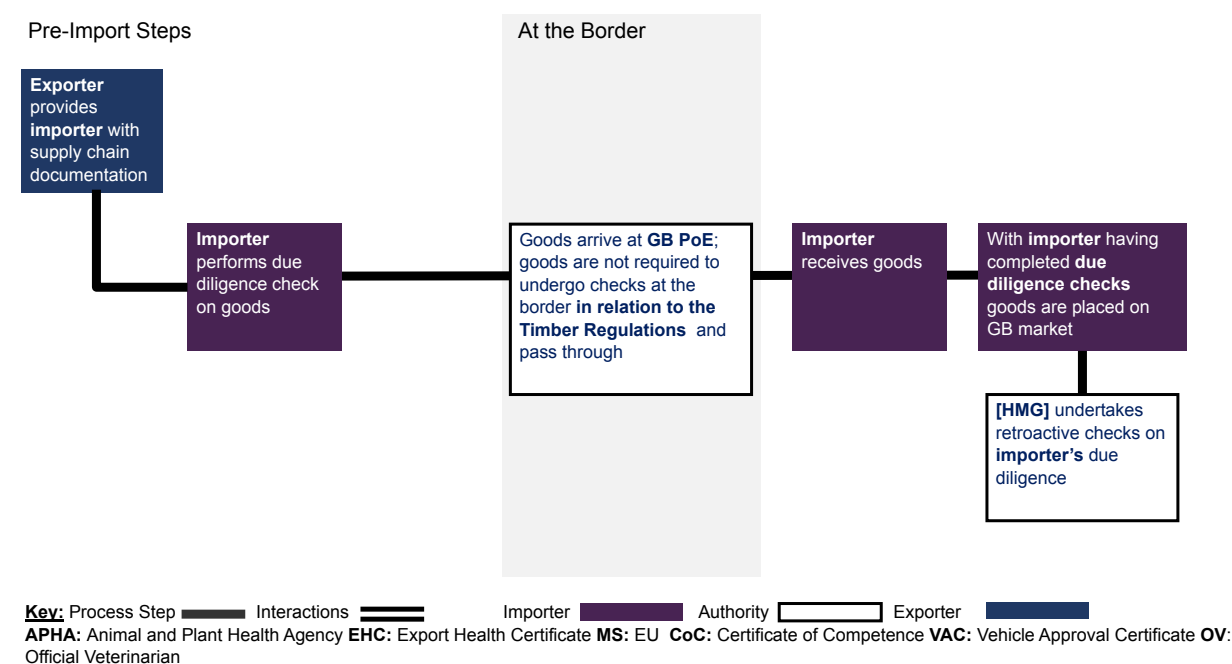 Pre-Import Steps
At the Border
Exporter
provides
importer with
supply chain
documentation
Importer
performs due
diligence check
on goods
Goods arrive at GB PoE;
goods are not required to
undergo checks at the
border in relation to the
Timber Regulations and
pass through
Importer
receives goods
With importer having
completed due
diligence checks
goods are placed on
GB market
[HMG] undertakes
retroactive checks on
importer's due
diligence
Key: Process Step Interactions Importer Authority Exporter
APHA: Animal and Plant Health Agency EHC: Export Health Certificate MS: EU CoC: Certificate of Competence VAC: Vehicle Approval Certificate OV:
Official Veterinarian